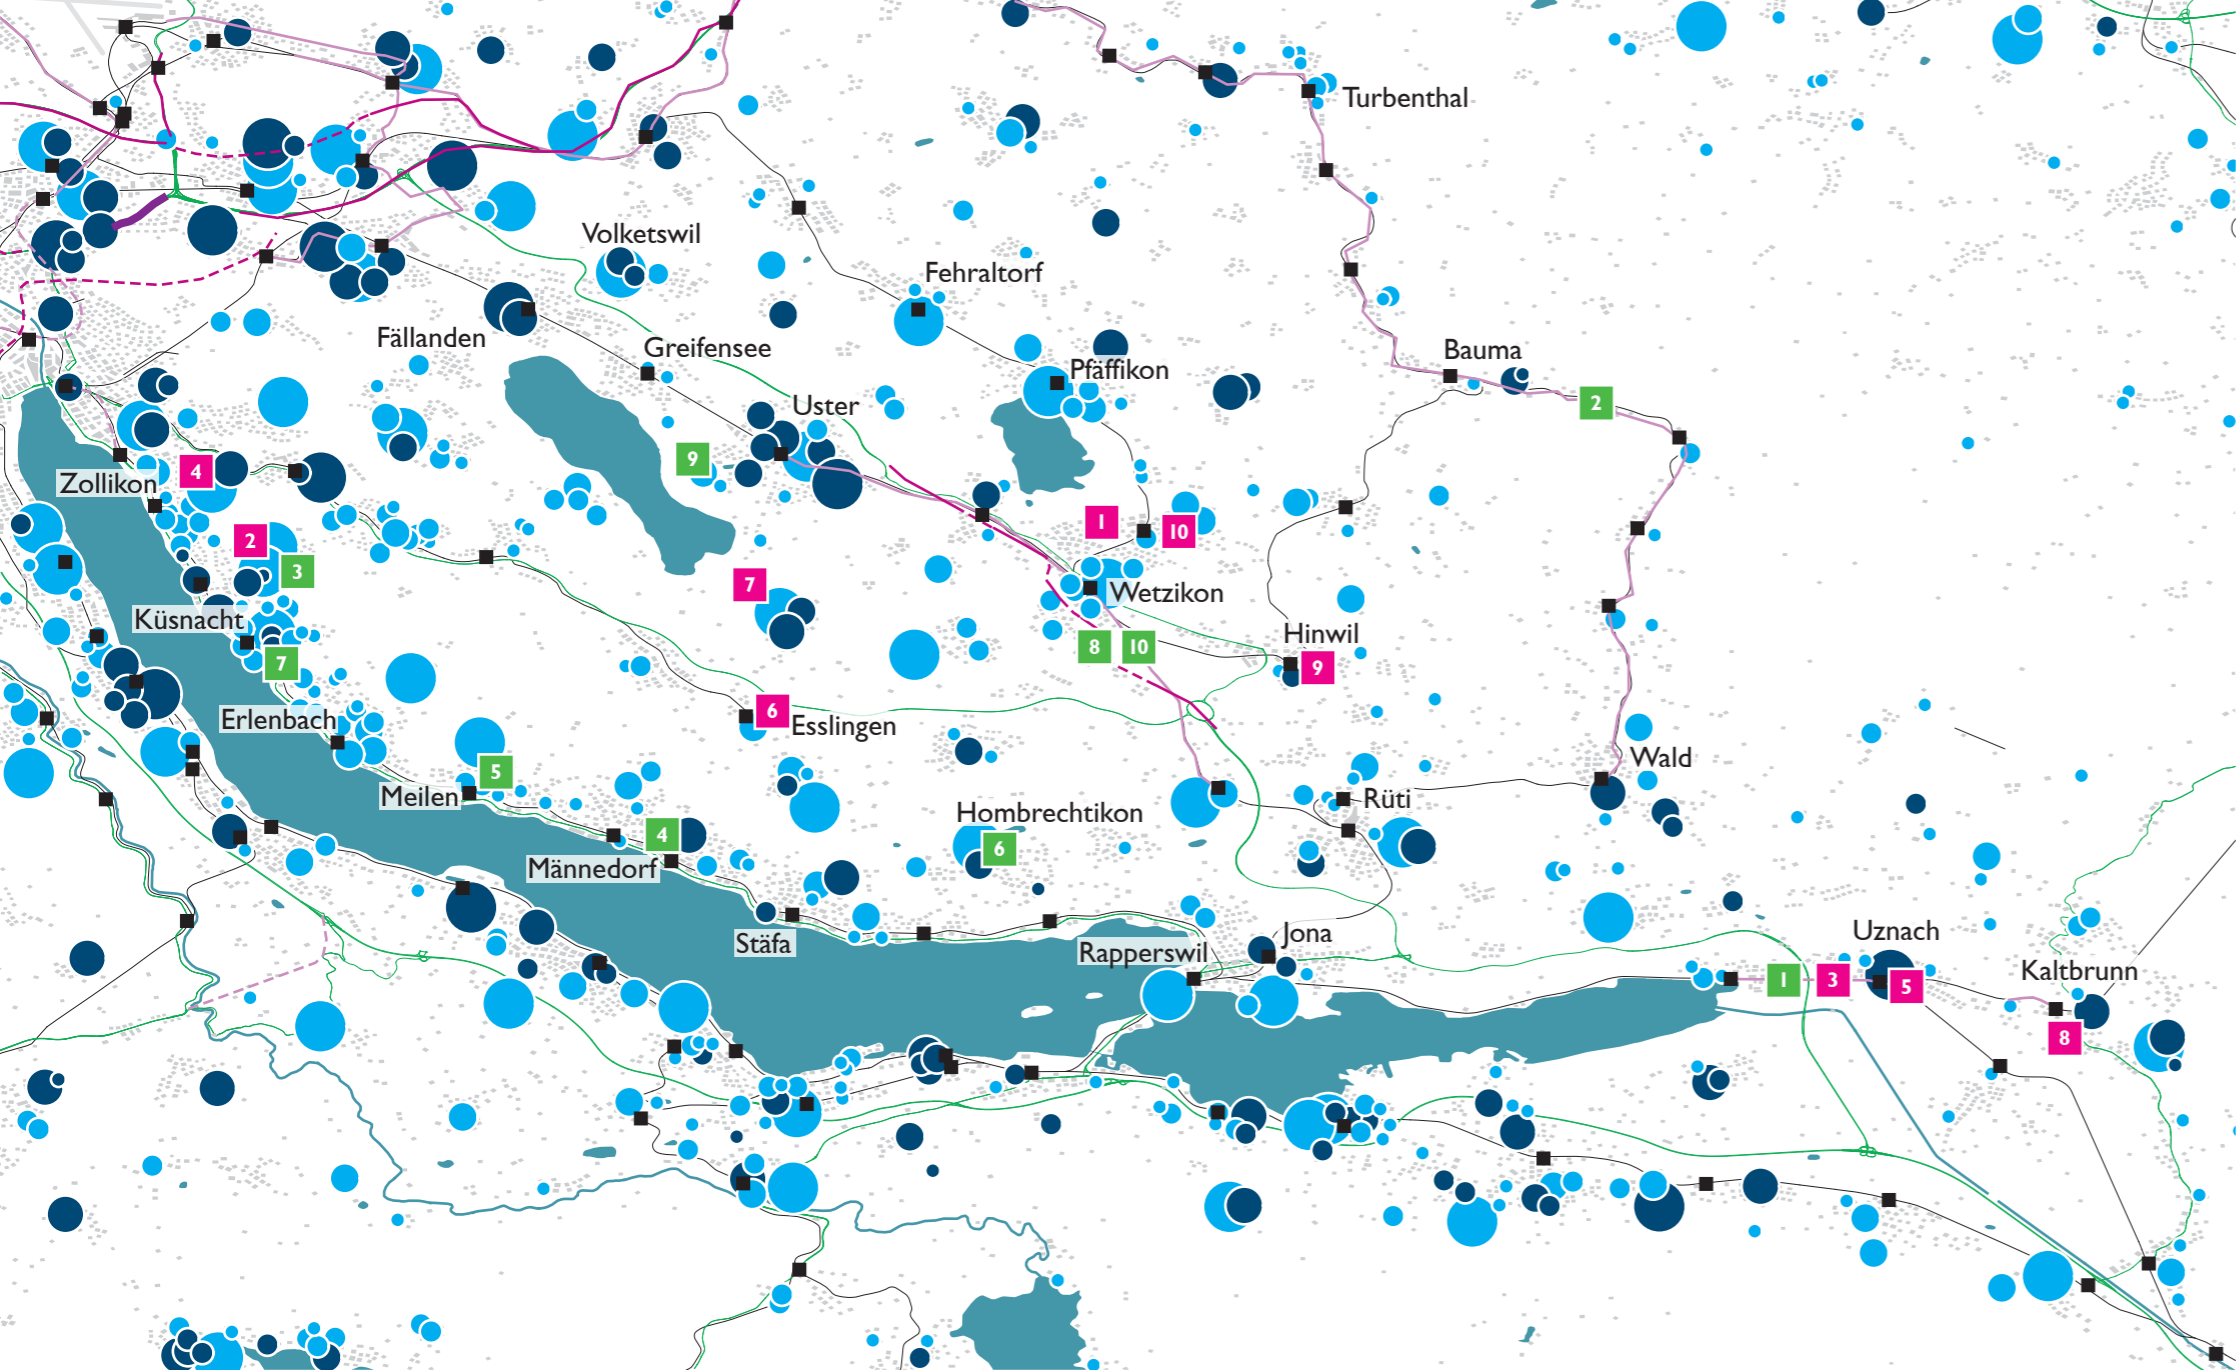 Turbenthal
Volketswil
Fehraltorf
Fällanden
Greifensee
Bauma
Pfäffikon
2
Uster
9
4
Zollikon
1
10
2
3
7
Wetzikon
Küsnacht
Hinwil
8
10
7
9
6
Erlenbach
Esslingen
Wald
5
Meilen
Rüti
Hombrechtikon
4
6
Männedorf
Uznach
Stäfa
Jona
Rapperswil
Kaltbrunn
1
3
5
8